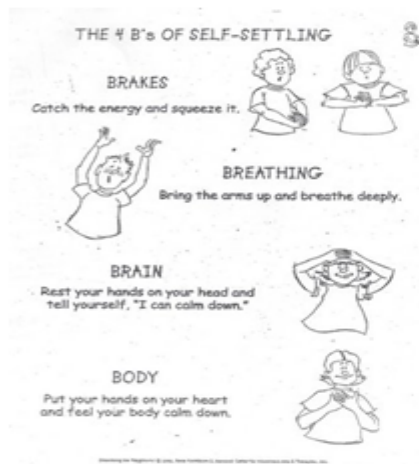 THE 4 B's OF SELF-SETTLING
BRAKES
Catch the energy and squeeze it.
BREATHING
Bring the arms up and breathe deeply.
BRAIN
Rest your hands on your head and
tell yourself, "I can calm down."
BODY
Put your hands on your heart
and feel your body calm down.